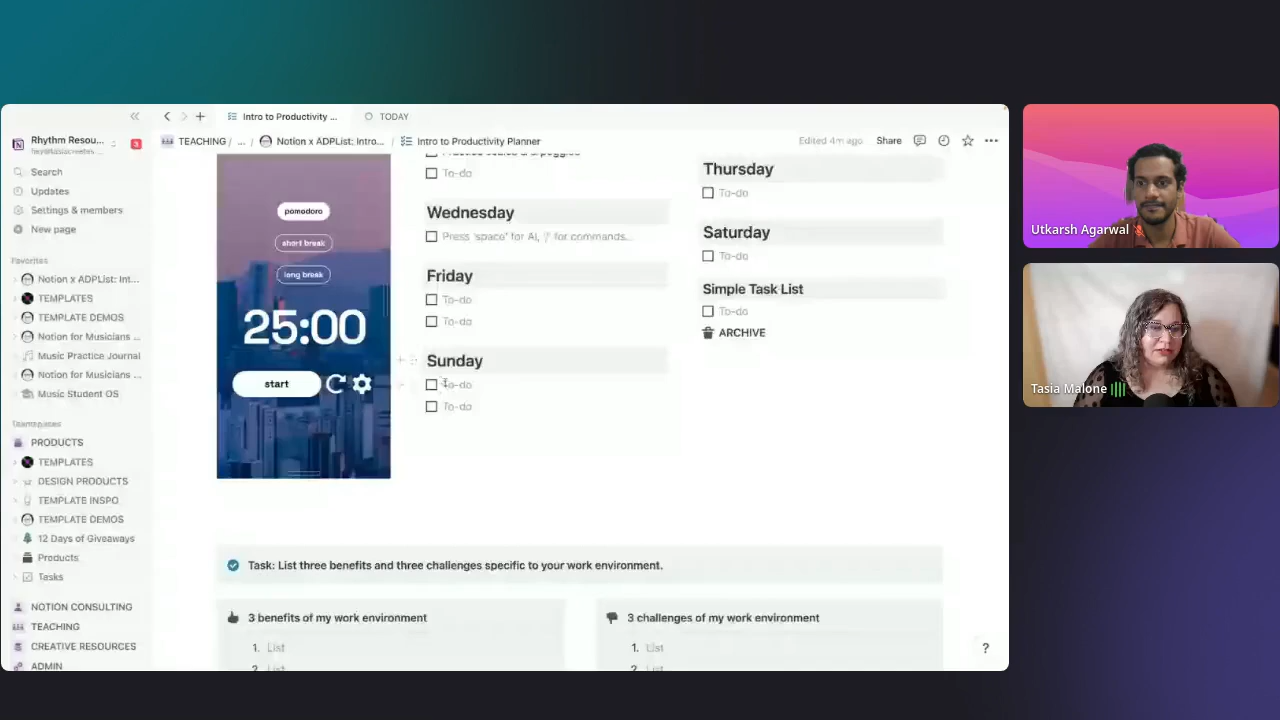 Intro to Productivity ...
TODAY
Rhythm Resou...
3
TEACHING / ... / Notion x ADPList: Intro... / Intro to Productivity Planner
Edited 4m ago
Share
Search
Updates
Settings & members
New page
Favorites
Notion x ADPList: Int...
TEMPLATES
TEMPLATE DEMOS
Notion for Musicians ...
Music Practice Journal
Notion for Musicians ...
Music Student OS
Teamspaces
PRODUCTS
TEMPLATES
DESIGN PRODUCTS
TEMPLATE INSPO
TEMPLATE DEMOS
12 Days of Giveaways
Products
Tasks
NOTION CONSULTING
TEACHING
CREATIVE RESOURCES
ADMIN
pomodoro
short break
long break
25:00
start
To-do
Wednesday
Press 'space' for AI, '/' for commands...
Friday
To-do
To-do
Sunday
To-do
To-do
Thursday
To-do
Saturday
To-do
Simple Task List
To-do
ARCHIVE
Task: List three benefits and three challenges specific to your work environment.
3 benefits of my work environment
1. List
2. List
3 challenges of my work environment
1. List
2. List
?
Utkarsh Agarwal
Tasia Malone